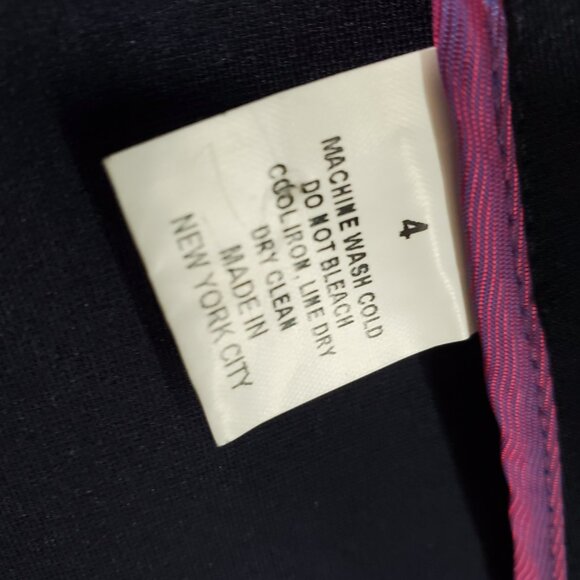 4
MACHINE WASH COLD
DO NOT BLEACH
COOL IRON, LINE DRY
DRY CLEAN
MADE IN
NEW YORK CITY